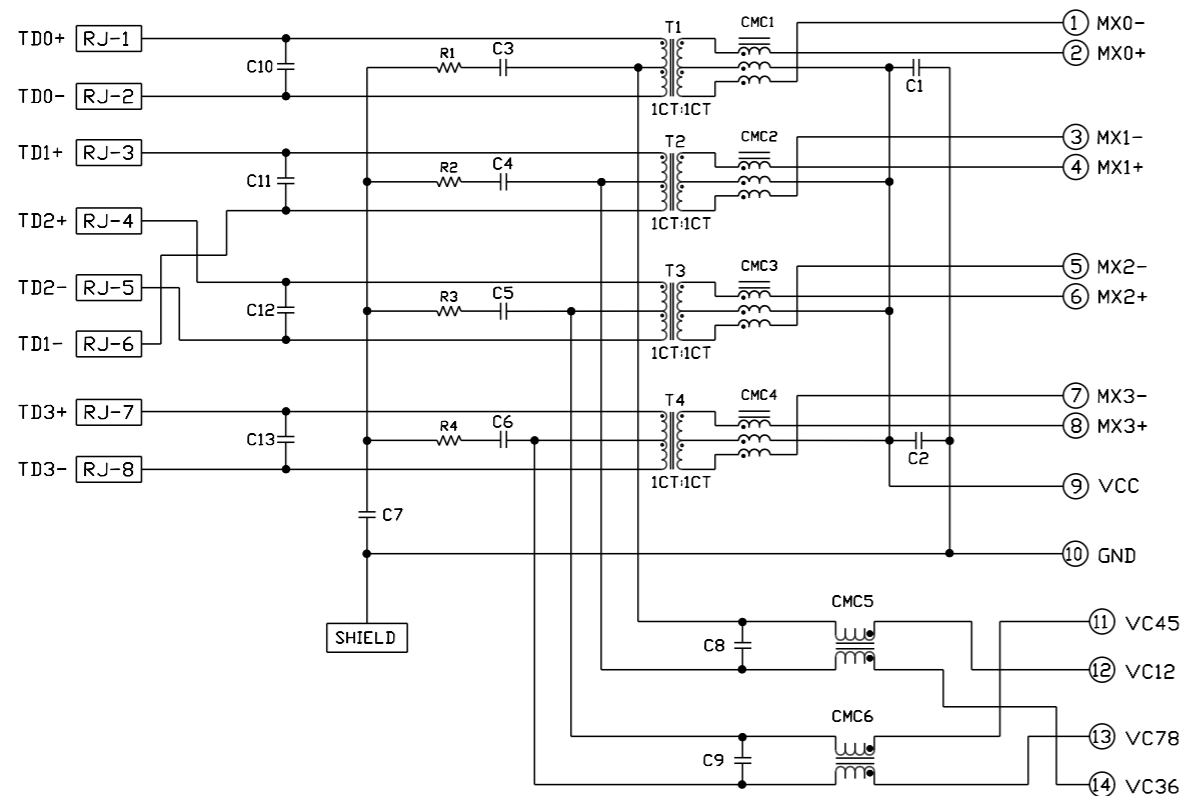 T1 CMC1 1 MX0-
TD0+ RJ-1 R1 C3 2 MX0+
C10 C1
TD0- RJ-2 1CT:1CT
T2 CMC2 3 MX1-
TD1+ RJ-3 R2 C4 4 MX1+
C11
TD2+ RJ-4 1CT:1CT
T3 CMC3 5 MX2-
TD2- RJ-5 R3 C5 6 MX2+
C12
TD1- RJ-6 1CT:1CT
T4 CMC4 7 MX3-
TD3+ RJ-7 R4 C6 8 MX3+
C13 C2
TD3- RJ-8 1CT:1CT 9 VCC
C7
10 GND
SHIELD
CMC5 11 VC45
C8 12 VC12
CMC6 13 VC78
C9 14 VC36